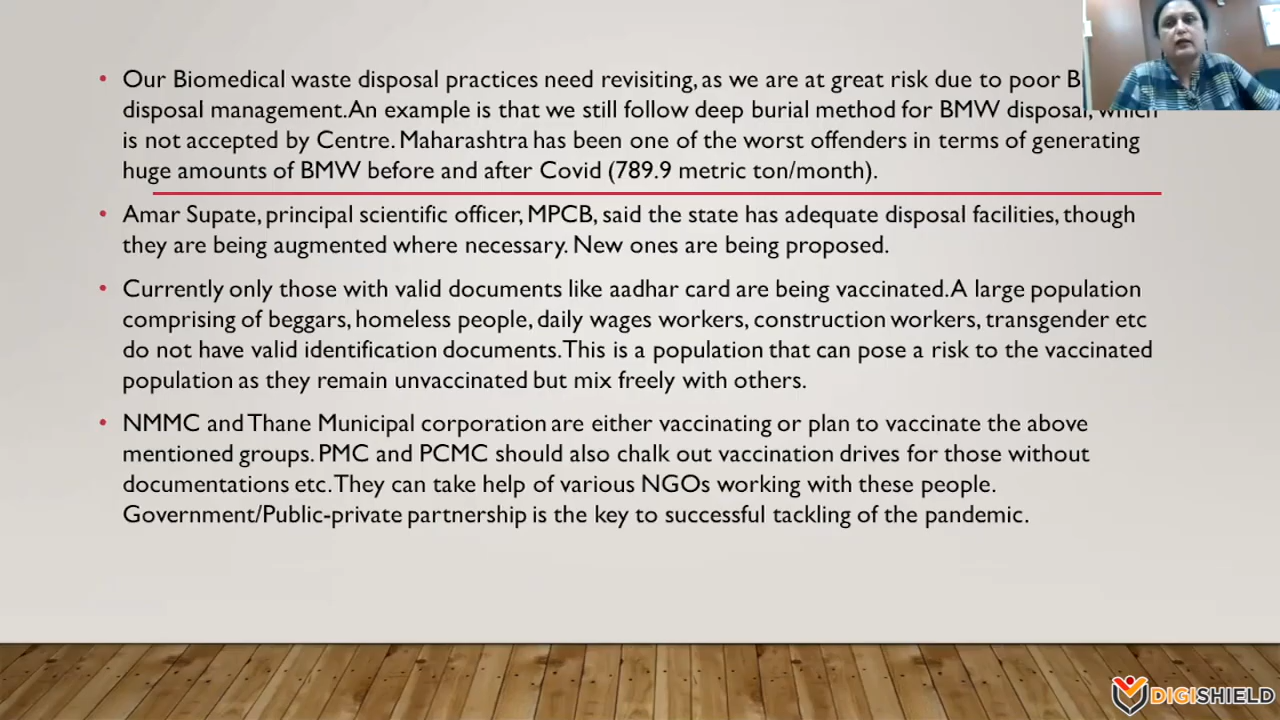 • Our Biomedical waste disposal practices need revisiting, as we are at great risk due to poor
disposal management. An example is that we still follow deep burial method for BMW disposal, which
is not accepted by Centre. Maharashtra has been one of the worst offenders in terms of generating
huge amounts of BMW before and after Covid (789.9 metric ton/month).
• Amar Supate, principal scientific officer, MPCB, said the state has adequate disposal facilities, though
they are being augmented where necessary. New ones are being proposed.
• Currently only those with valid documents like aadhar card are being vaccinated. A large population
comprising of beggars, homeless people, daily wages workers, construction workers, transgender etc
do not have valid identification documents. This is a population that can pose a risk to the vaccinated
population as they remain unvaccinated but mix freely with others.
• NMMC and Thane Municipal corporation are either vaccinating or plan to vaccinate the above
mentioned groups. PMC and PCMC should also chalk out vaccination drives for those without
documentations etc. They can take help of various NGOs working with these people.
Government/Public-private partnership is the key to successful tackling of the pandemic.
DIGISHIELD